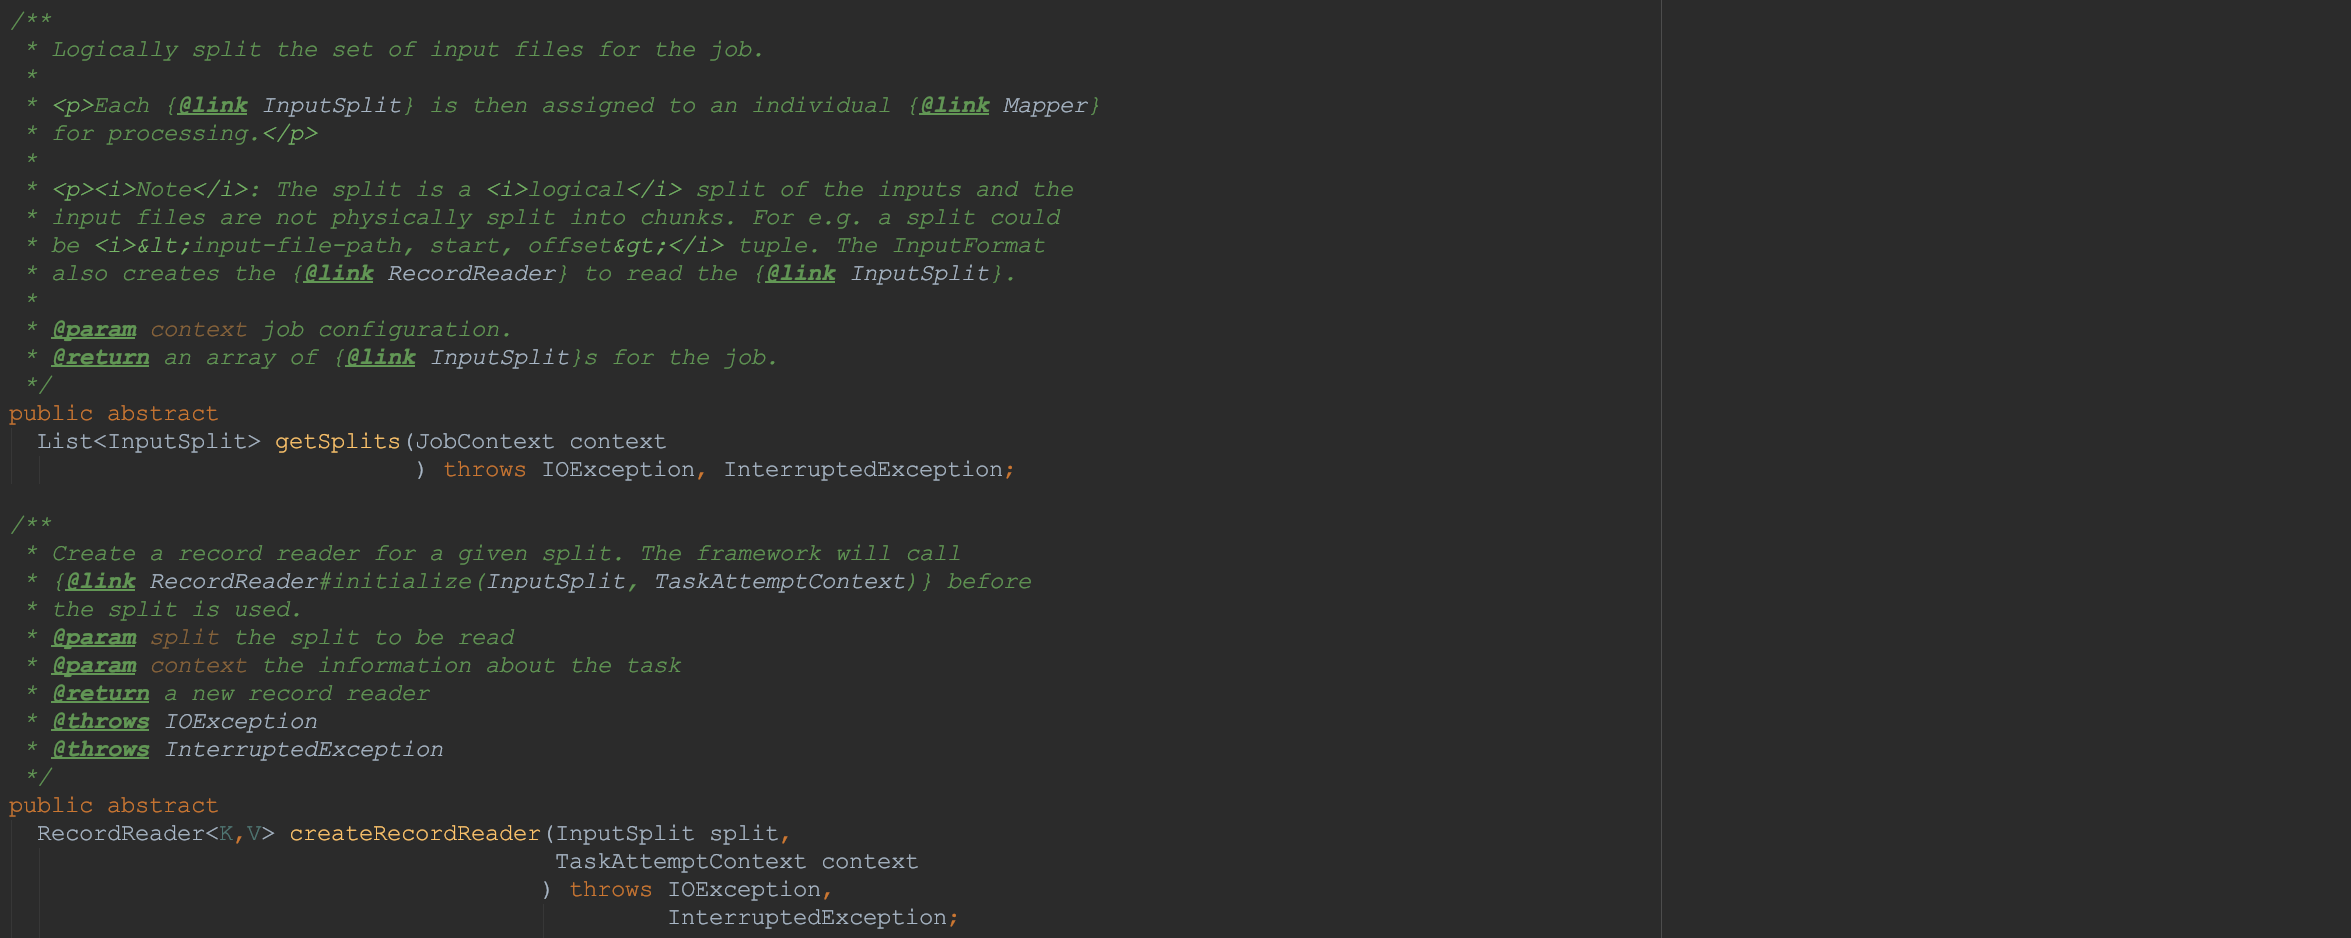 /**
 * Logically split the set of input files for the job.
 *
 * <p>Each {@link InputSplit} is then assigned to an individual {@link Mapper}
 * for processing.</p>
 *
 * <p><i>Note</i>: The split is a <i>logical</i> split of the inputs and the
 * input files are not physically split into chunks. For e.g. a split could
 * be <i>&lt;input-file-path, start, offset&gt;</i> tuple. The InputFormat
 * also creates the {@link RecordReader} to read the {@link InputSplit}.
 *
 * @param context job configuration.
 * @return an array of {@link InputSplit}s for the job.
 */
public abstract
  List<InputSplit> getSplits(JobContext context
                             ) throws IOException, InterruptedException;

/**
 * Create a record reader for a given split. The framework will call
 * {@link RecordReader#initialize(InputSplit, TaskAttemptContext)} before
 * the split is used.
 * @param split the split to be read
 * @param context the information about the task
 * @return a new record reader
 * @throws IOException
 * @throws InterruptedException
 */
public abstract
  RecordReader<K,V> createRecordReader(InputSplit split,
                                       TaskAttemptContext context
                                      ) throws IOException,
                                               InterruptedException;